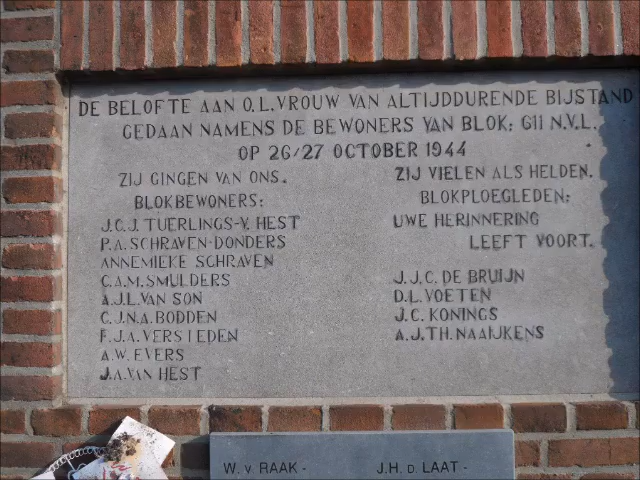 DE BELOFTE AAN O.L.VROUW VAN ALTIJDDURENDE BIJSTAND
GEDAAN NAMENS DE BEWONERS VAN BLOK: G11 N.V.L.
OP 26/27 OCTOBER 1944
ZIJ GINGEN VAN ONS.
BLOKBEWONERS:
J.C.J. TUERLINGS-V. HEST
P.A. SCHRAVEN-DONDERS
ANNEMIEKE SCHRAVEN
C.A.M. SMULDERS
A.J.L. VAN SON
C.J.N.A. BODDEN
F.J.A. VERSIEDEN
A.W. EVERS
J.A. VAN HEST
ZIJ VIELEN ALS HELDEN.
BLOKPLOEGLEDEN:
UWE HERINNERING
LEEFT VOORT.
J.J.C. DE BRUIJN
D.L. VOETEN
J.C. KONINGS
A.J.TH. NAAIJKENS
W. v. RAAK - J.H. D. LAAT -